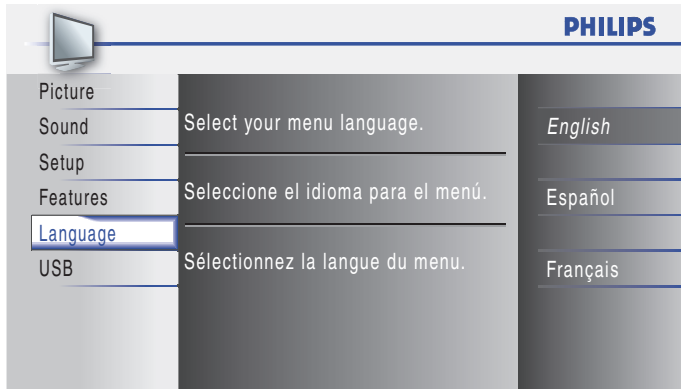 PHILIPS
Picture
Sound
Setup
Features
Language
USB
Select your menu language.
Seleccione el idioma para el menú.
Sélectionnez la langue du menu.
English
Español
Français